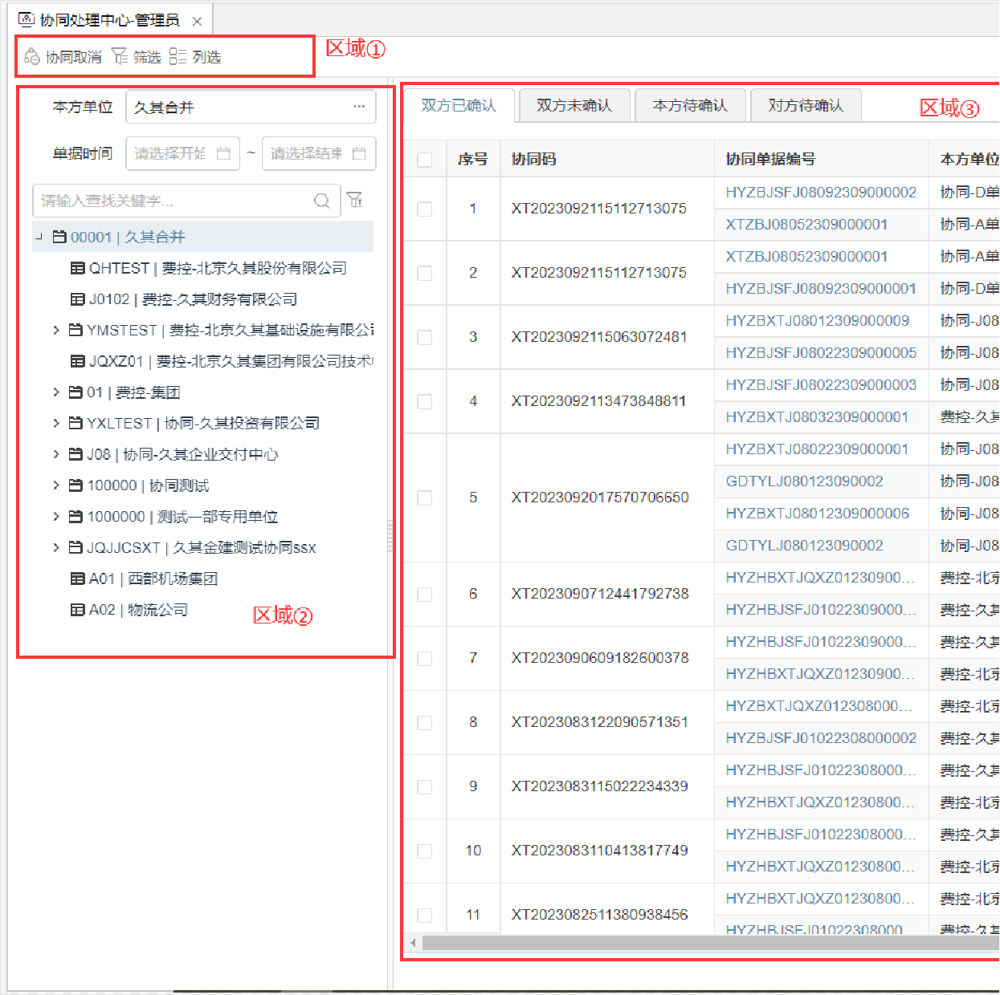 协同处理中心-管理员 ×
协同取消 筛选 列选
区域①
本方单位 久其合并 ...
单据时间 请选择开始 ~ 请选择结束
请输入查找关键字...
00001 | 久其合并
QHTEST | 费控-北京久其股份有限公司
J0102 | 费控-久其财务有限公司
YMSTEST | 费控-北京久其基础设施有限公
JQXZ01 | 费控-北京久其集团有限公司技术
01 | 费控-集团
YXLTEST | 协同-久其投资有限公司
J08 | 协同-久其企业交付中心
100000 | 协同测试
1000000 | 测试一部专用单位
JQJJCSXT | 久其金建测试协同ssx
A01 | 西部机场集团
A02 | 物流公司
区域②
双方已确认 双方未确认 本方待确认 对方待确认
区域③
序号 协同码 协同单据编号 本方单位
1 XT2023092115112713075 HYZBJSFJ08092309000002 协同-D单
XTZBJ08052309000001 协同-A单
2 XT2023092115112713075 XTZBJ08052309000001 协同-A单
HYZBJSFJ08092309000001 协同-D单
3 XT2023092115063072481 HYZBXTJ08012309000009 协同-J08
HYZBJSFJ08022309000005 协同-J08
4 XT2023092113473848811 HYZBJSFJ08022309000003 协同-J08
HYZBXTJ08032309000001 费控-久其
5 XT2023092017570706650 HYZBXTJ08022309000001 协同-J08
GDTYLJ080123090002 协同-J08
HYZBXTJ08012309000006 协同-J08
GDTYLJ080123090002 协同-J08
6 XT2023090712441792738 HYZHBXTJQXZ01230900... 费控-北京
HYZHBJSFJ01022309000... 费控-久其
7 XT2023090609182600378 HYZHBJSFJ01022309000... 费控-久其
HYZHBXTJQXZ01230900... 费控-北京
8 XT2023083122090571351 HYZBXTJQXZ012308000... 费控-北京
HYZBJSFJ01022308000002 费控-久其
9 XT2023083115022234339 HYZHBJSFJ01022308000... 费控-久其
HYZHBXTJQXZ01230800... 费控-北京
10 XT2023083110413817749 HYZHBJSFJ01022308000... 费控-久其
HYZHBXTJQXZ01230800... 费控-北京
11 XT2023082511380938456 HYZHBXTJQXZ01230800... 费控-北京
HYZHBJSFJ01022308000 费控-久其